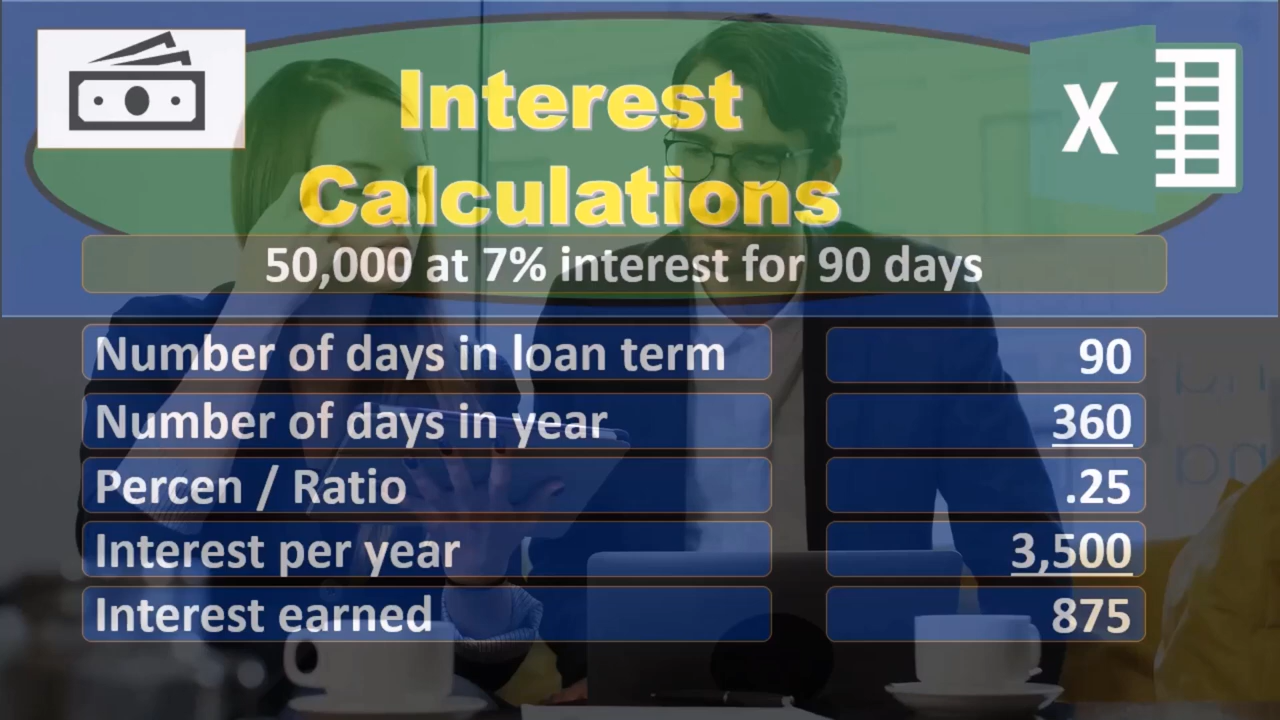 Interest
Calculations
X
50,000 at 7% interest for 90 days
Number of days in loan term 90
Number of days in year 360
Percen / Ratio .25
Interest per year 3,500
Interest earned 875